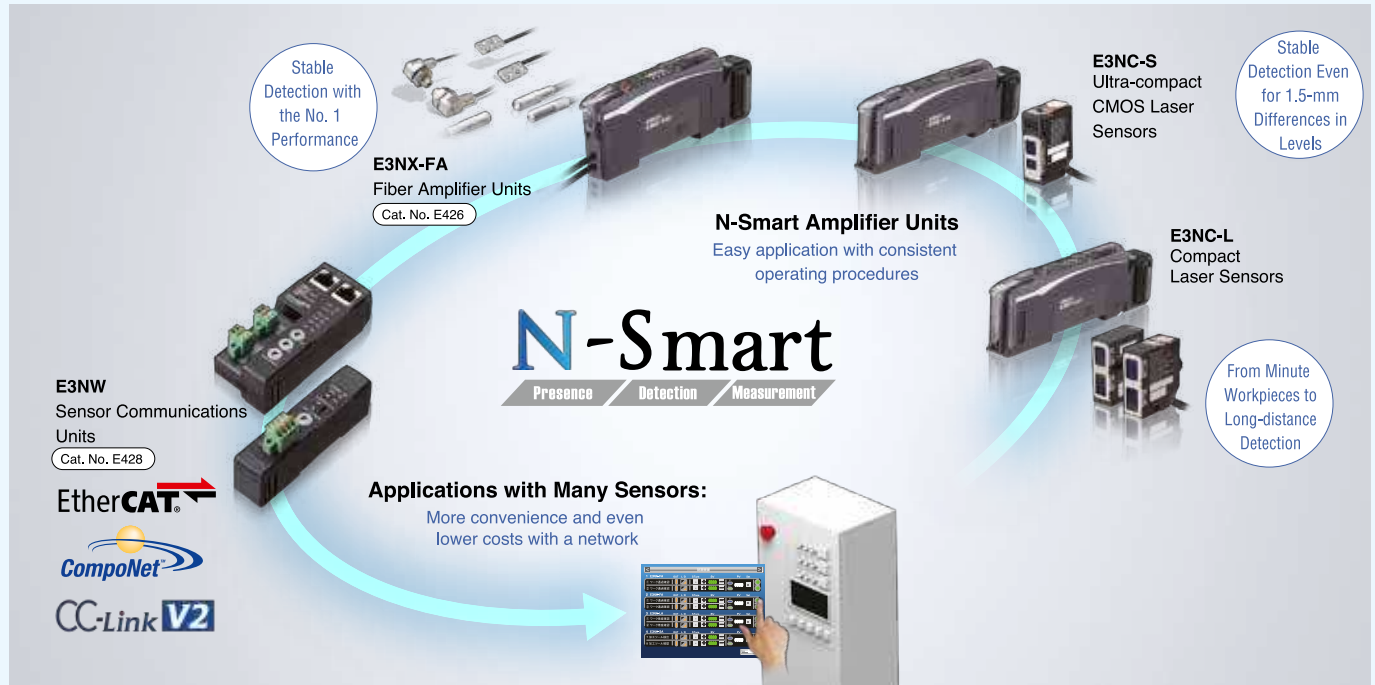 Stable
Detection with
the No. 1
Performance
E3NX-FA
Fiber Amplifier Units
Cat. No. E426
E3NC-S
Ultra-compact
CMOS Laser
Sensors
Stable
Detection Even
for 1.5-mm
Differences in
Levels
N-Smart Amplifier Units
Easy application with consistent
operating procedures
E3NC-L
Compact
Laser Sensors
From Minute
Workpieces to
Long-distance
Detection
N-Smart
Presence Detection Measurement
E3NW
Sensor Communications
Units
Cat. No. E428
EtherCAT®
CompoNet™
CC-Link V2
Applications with Many Sensors:
More convenience and even
lower costs with a network